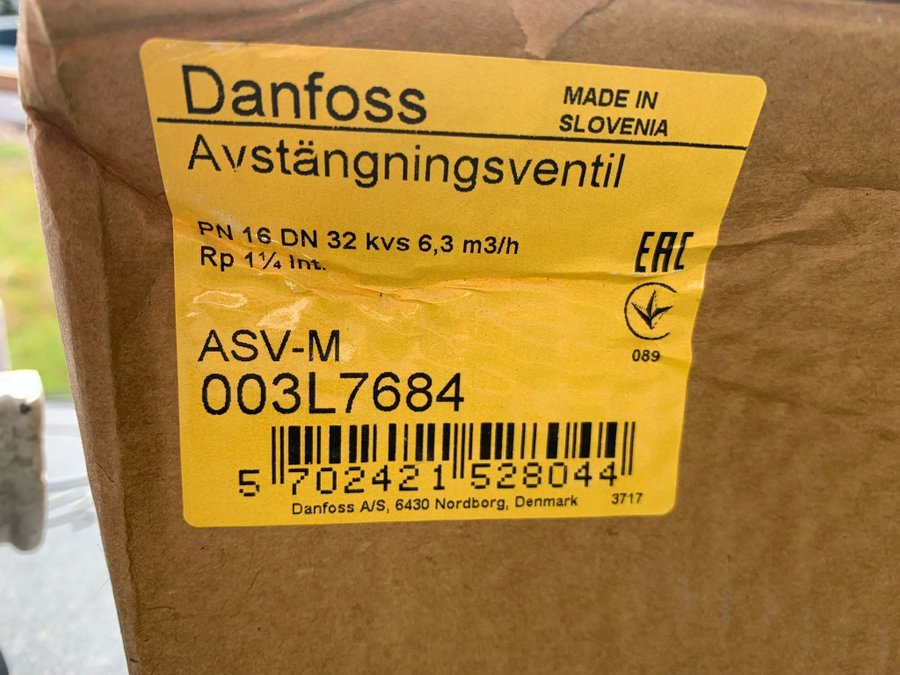 Danfoss
MADE IN
SLOVENIA
Avstängningsventil
PN 16 DN 32 kvs 6,3 m3/h
Rp 1¼ Int.
EAC
089
ASV-M
003L7684
5 702421 528044
Danfoss A/S, 6430 Nordborg, Denmark 3717